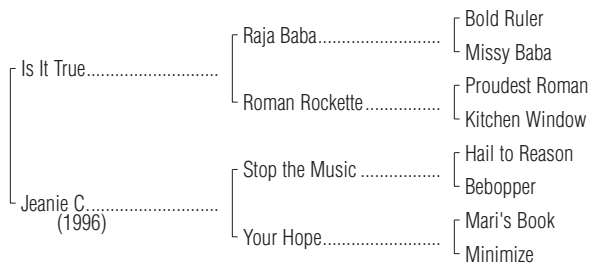 Bold Ruler
Raja Baba..........................
Missy Baba
Is It True.............................
Proudest Roman
Roman Rockette................
Kitchen Window
Hail to Reason
Stop the Music .................
Bebopper
Jeanie C.............................
(1996)
Mari's Book
Your Hope.........................
Minimize